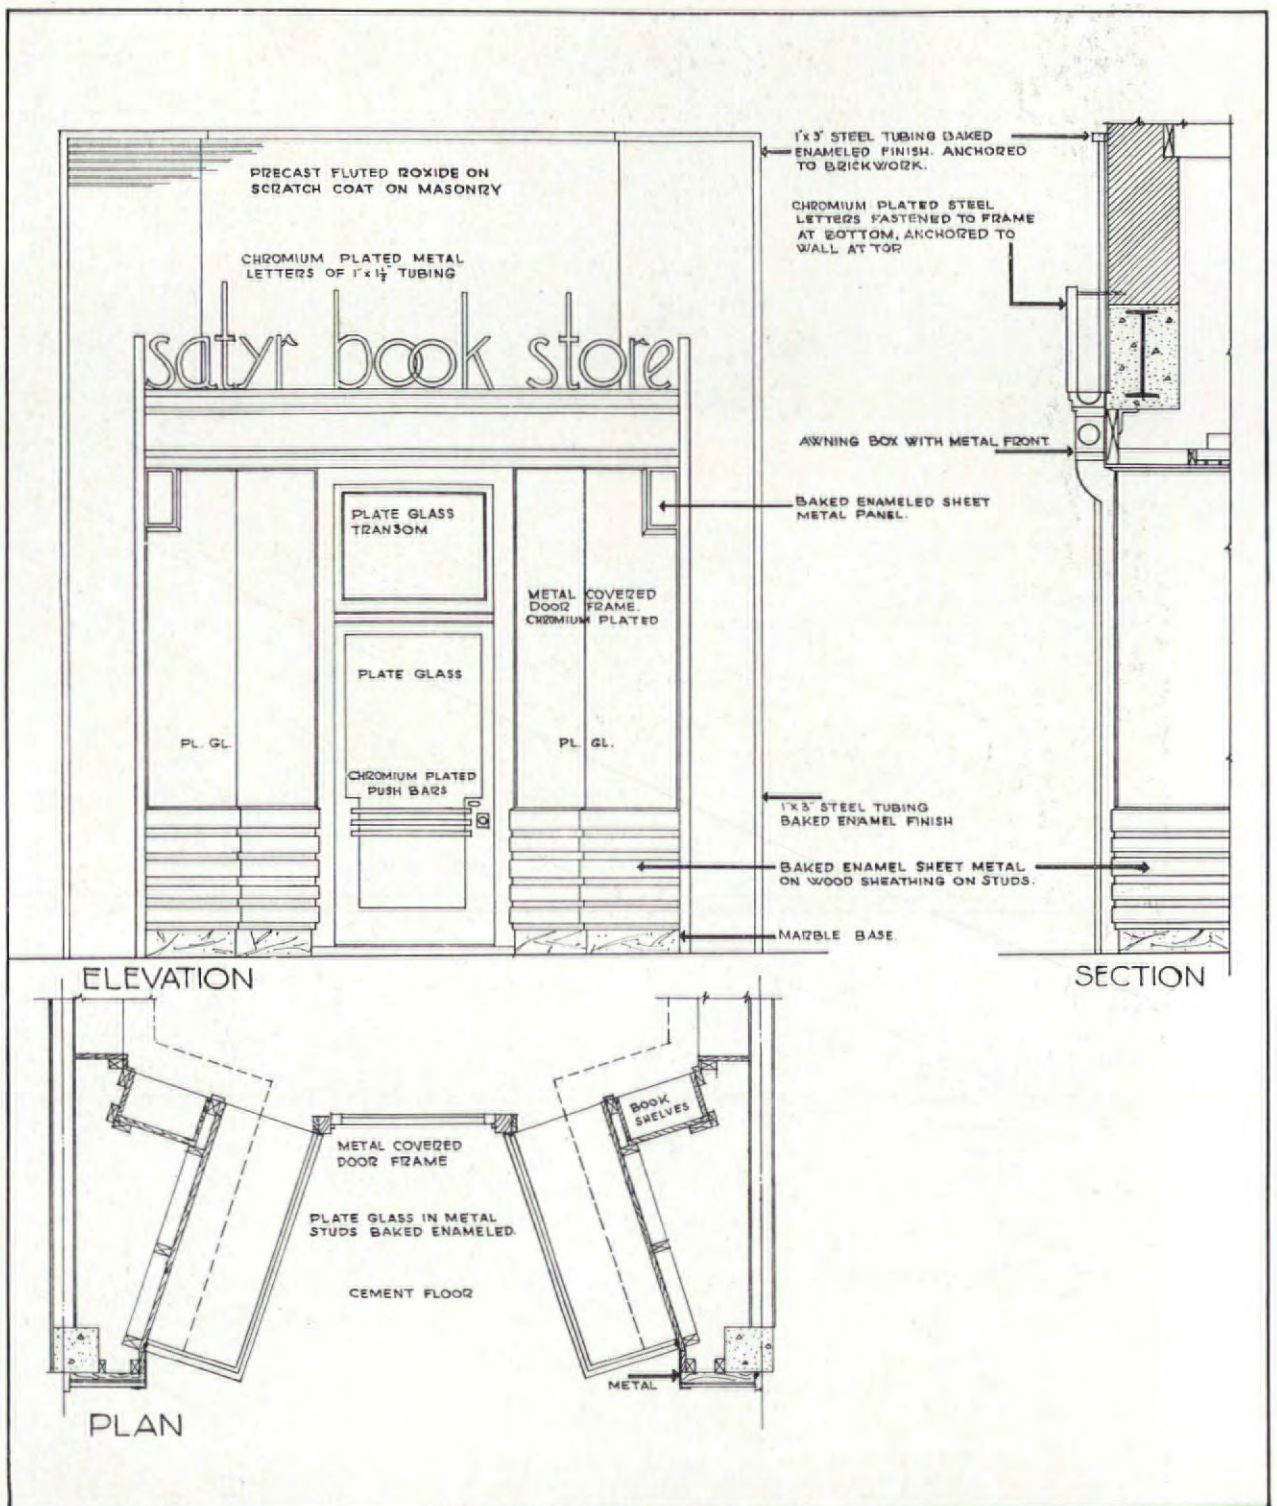 PRECAST FLUTED ROXIDE ON
SCRATCH COAT ON MASONRY
CHROMIUM PLATED METAL
LETTERS OF 1" x 1½" TUBING
satyr book store
1"x 3" STEEL TUBING BAKED
ENAMELED FINISH. ANCHORED
TO BRICKWORK.
CHROMIUM PLATED STEEL
LETTERS FASTENED TO FRAME
AT BOTTOM, ANCHORED TO
WALL AT TOP
AWNING BOX WITH METAL FRONT
BAKED ENAMELED SHEET
METAL PANEL.
PLATE GLASS
TRANSOM
METAL COVERED
DOOR FRAME.
CHROMIUM PLATED
PLATE GLASS
PL. GL.
PL. GL.
CHROMIUM PLATED
PUSH BARS
1"x3" STEEL TUBING
BAKED ENAMEL FINISH
BAKED ENAMEL SHEET METAL
ON WOOD SHEATHING ON STUDS.
MARBLE BASE.
ELEVATION
SECTION
BOOK
SHELVES
METAL COVERED
DOOR FRAME
PLATE GLASS IN METAL
STUDS BAKED ENAMELED.
CEMENT FLOOR
METAL
PLAN